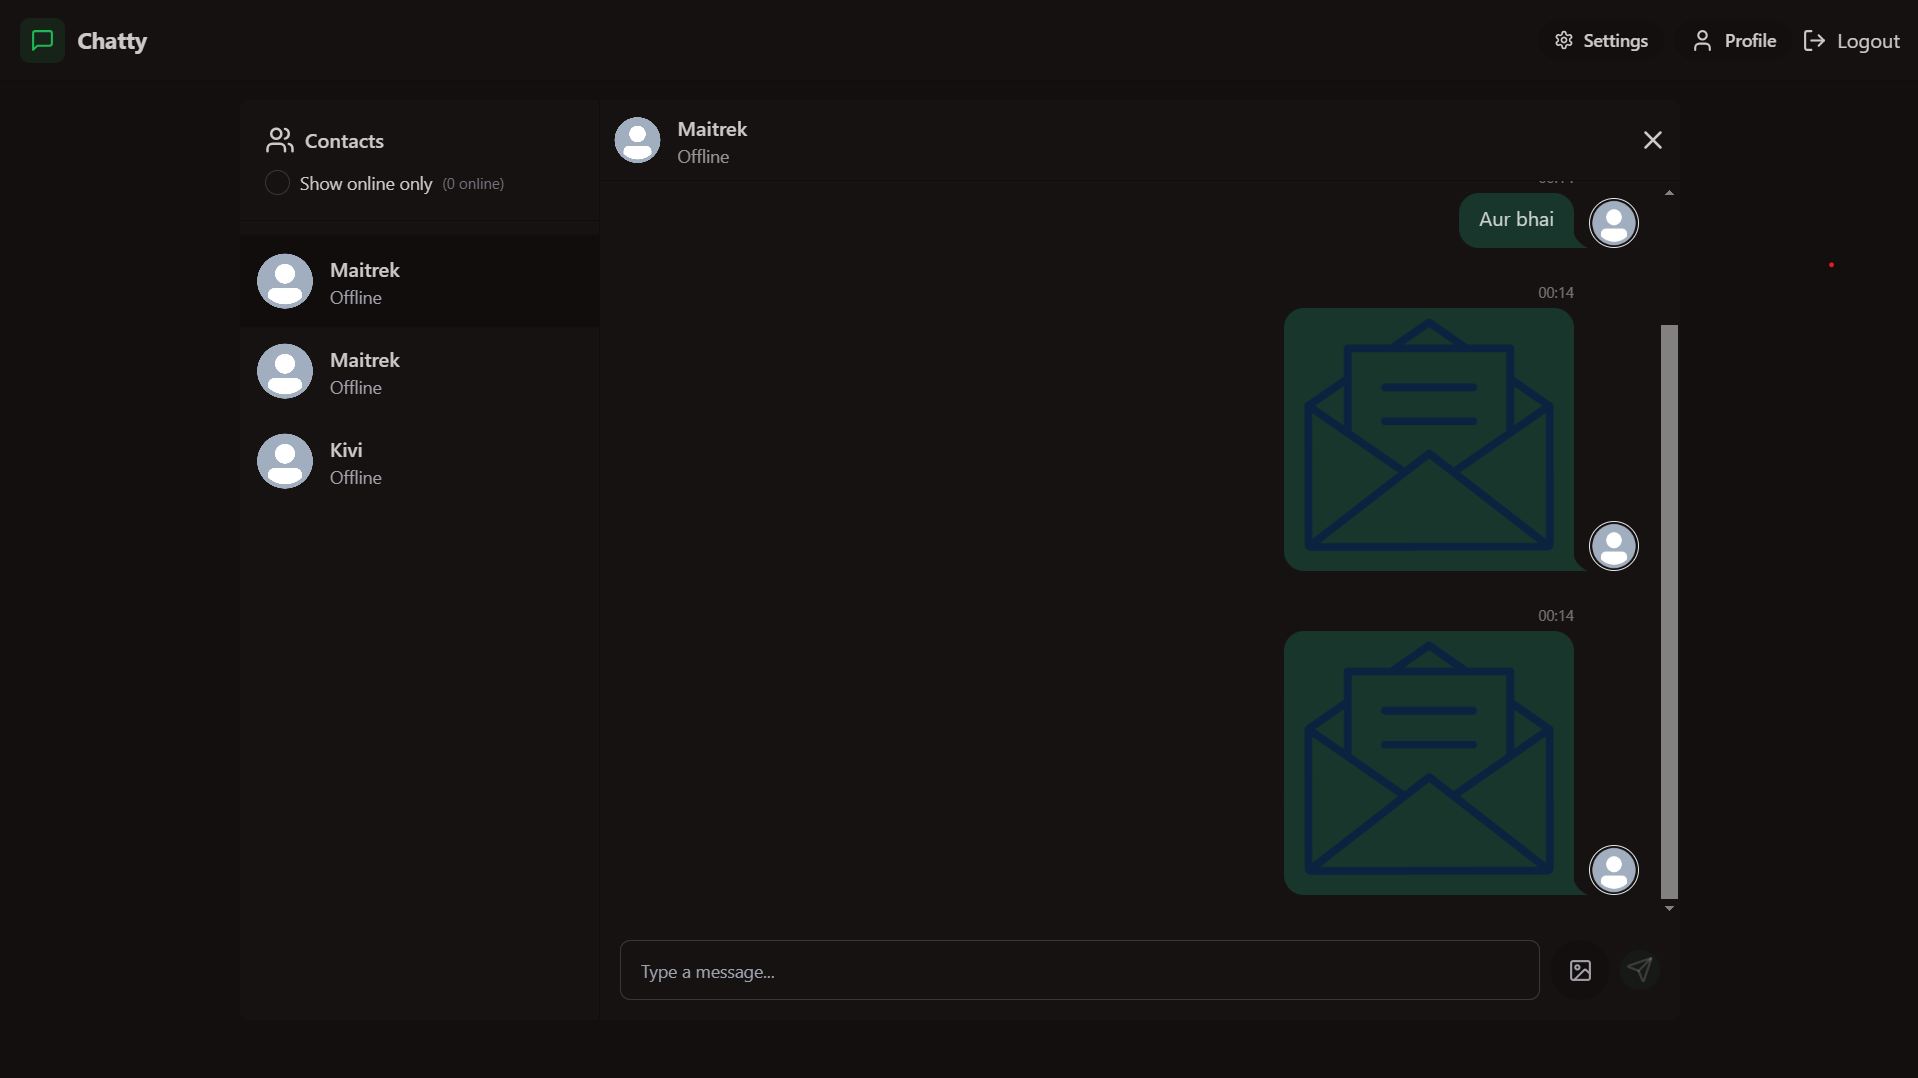 Chatty
Settings
Profile
Logout
Contacts
Show online only (0 online)
Maitrek
Offline
Maitrek
Offline
Kivi
Offline
Maitrek
Offline
Aur bhai
00:14
00:14
Type a message...